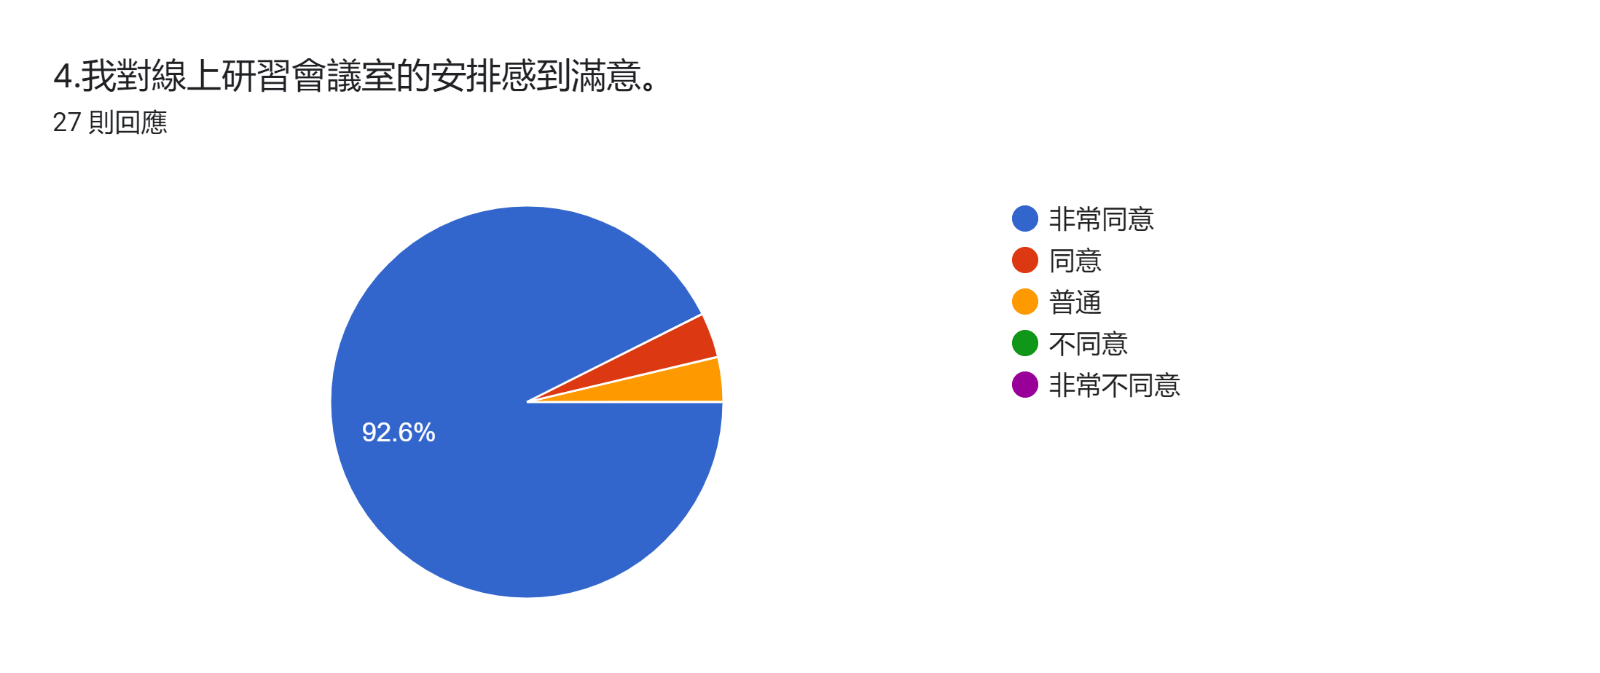 4.我對線上研習會議室的安排感到滿意。
27 則回應
92.6%
非常同意
同意
普通
不同意
非常不同意